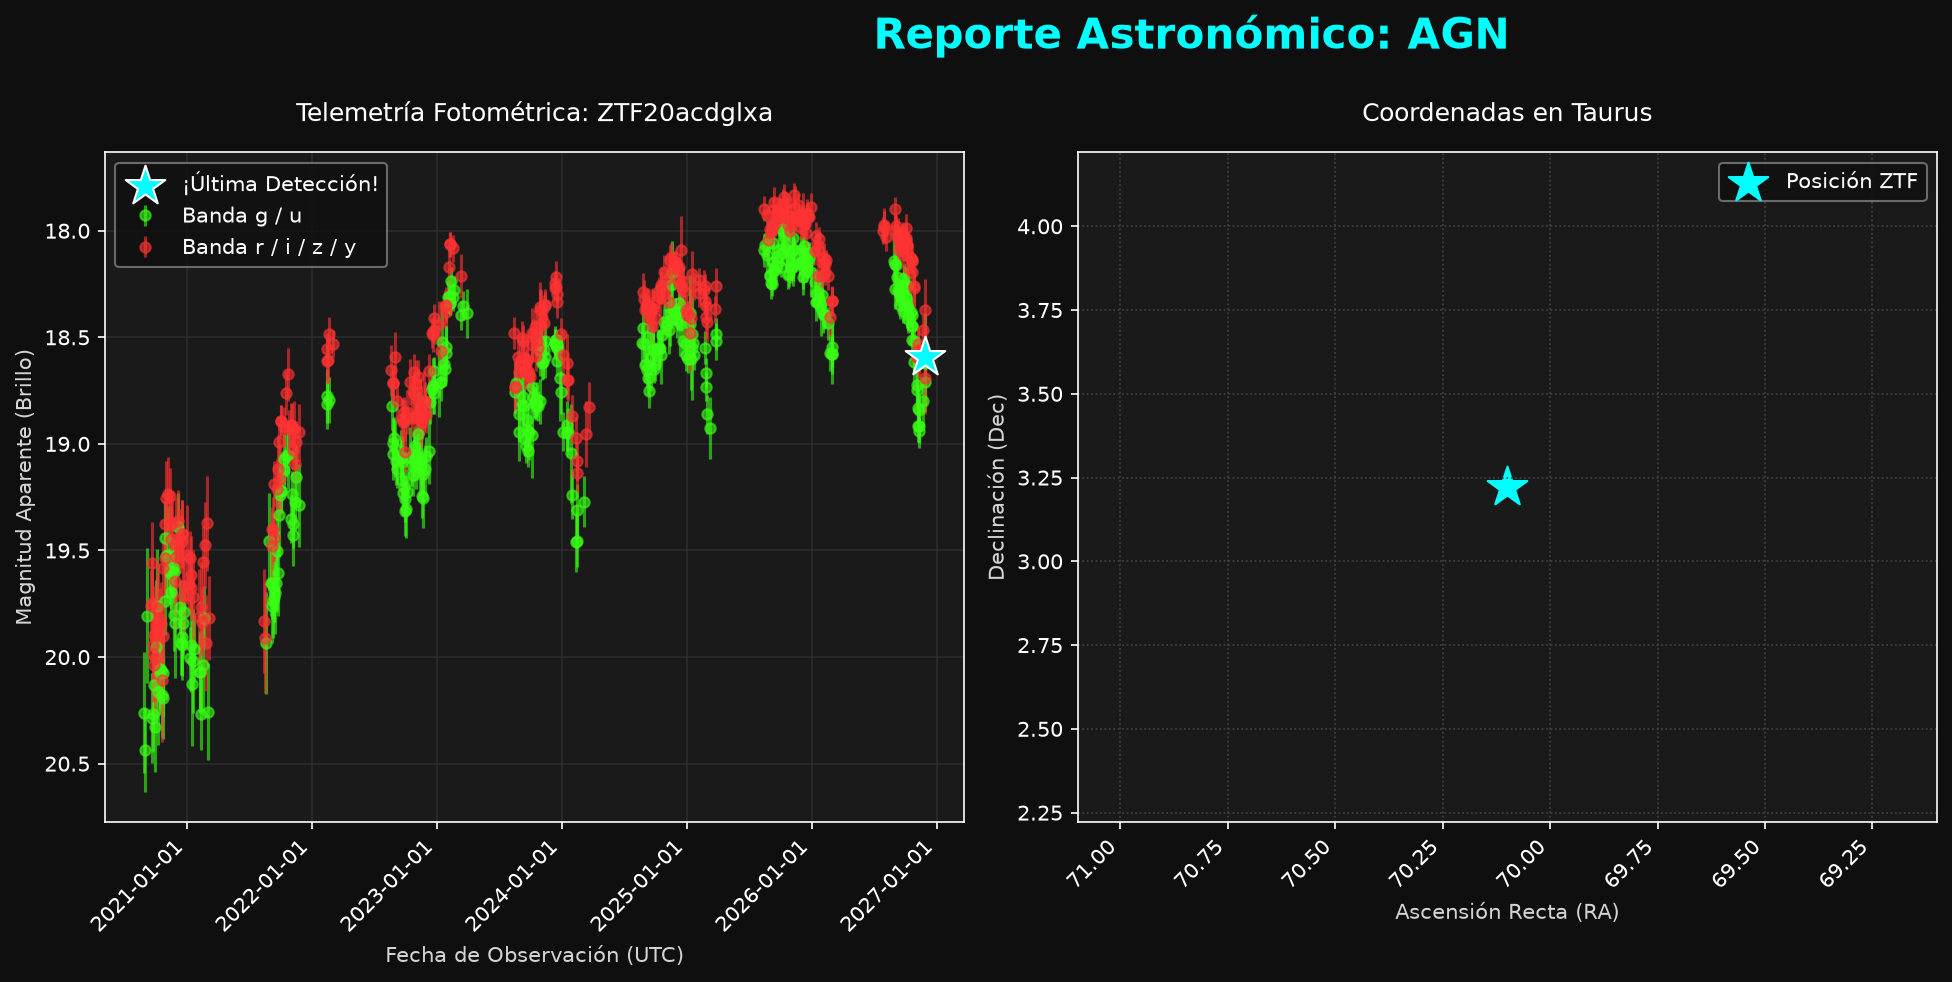 Reporte Astronómico: AGN
Telemetría Fotométrica: ZTF20acdglxa
¡Última Detección!
Banda g / u
Banda r / i / z / y
Magnitud Aparente (Brillo)
18.0
18.5
19.0
19.5
20.0
20.5
2021-01-01
2022-01-01
2023-01-01
2024-01-01
2025-01-01
2026-01-01
2027-01-01
Fecha de Observación (UTC)
Coordenadas en Taurus
Posición ZTF
Declinación (Dec)
4.00
3.75
3.50
3.25
3.00
2.75
2.50
2.25
71.00
70.75
70.50
70.25
70.00
69.75
69.50
69.25
Ascensión Recta (RA)